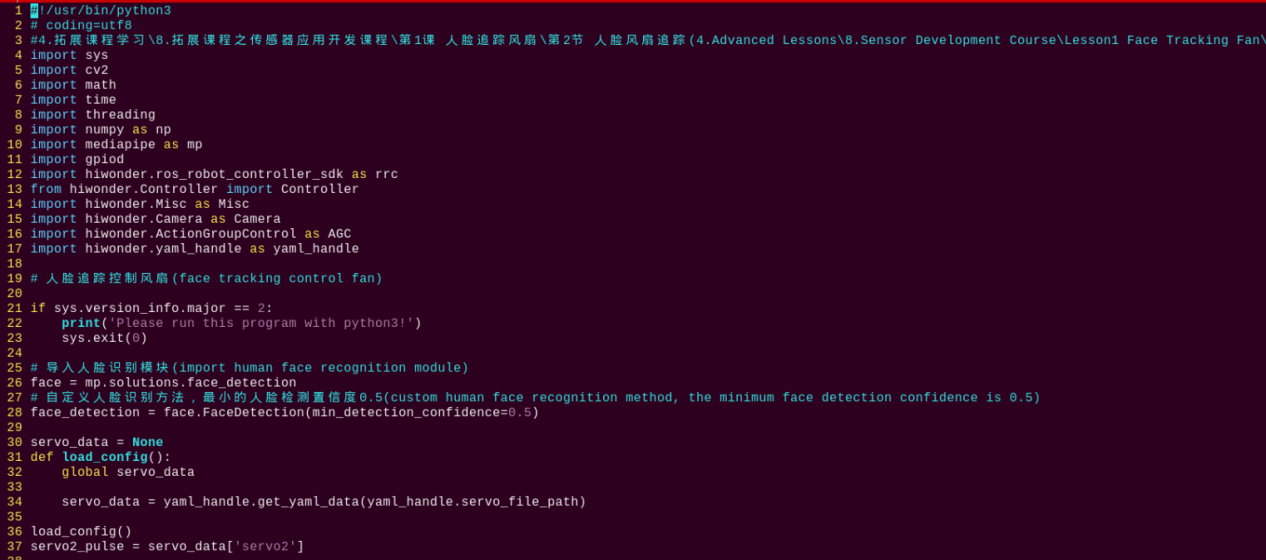 1 #!/usr/bin/python3
2 # coding=utf8
3 #4.拓展课程学习\8.拓展课程之传感器应用开发课程\第1课 人脸追踪风扇\第2节 人脸风扇追踪(4.Advanced Lessons\8.Sensor Development Course\Lesson1 Face Tracking Fan\
4 import sys
5 import cv2
6 import math
7 import time
8 import threading
9 import numpy as np
10 import mediapipe as mp
11 import gpiod
12 import hiwonder.ros_robot_controller_sdk as rrc
13 from hiwonder.Controller import Controller
14 import hiwonder.Misc as Misc
15 import hiwonder.Camera as Camera
16 import hiwonder.ActionGroupControl as AGC
17 import hiwonder.yaml_handle as yaml_handle
18
19 # 人脸追踪控制风扇(face tracking control fan)
20
21 if sys.version_info.major == 2:
22     print('Please run this program with python3!')
23     sys.exit(0)
24
25 # 导入人脸识别模块(import human face recognition module)
26 face = mp.solutions.face_detection
27 # 自定义人脸识别方法，最小的人脸检测置信度0.5(custom human face recognition method, the minimum face detection confidence is 0.5)
28 face_detection = face.FaceDetection(min_detection_confidence=0.5)
29
30 servo_data = None
31 def load_config():
32     global servo_data
33
34     servo_data = yaml_handle.get_yaml_data(yaml_handle.servo_file_path)
35
36 load_config()
37 servo2_pulse = servo_data['servo2']